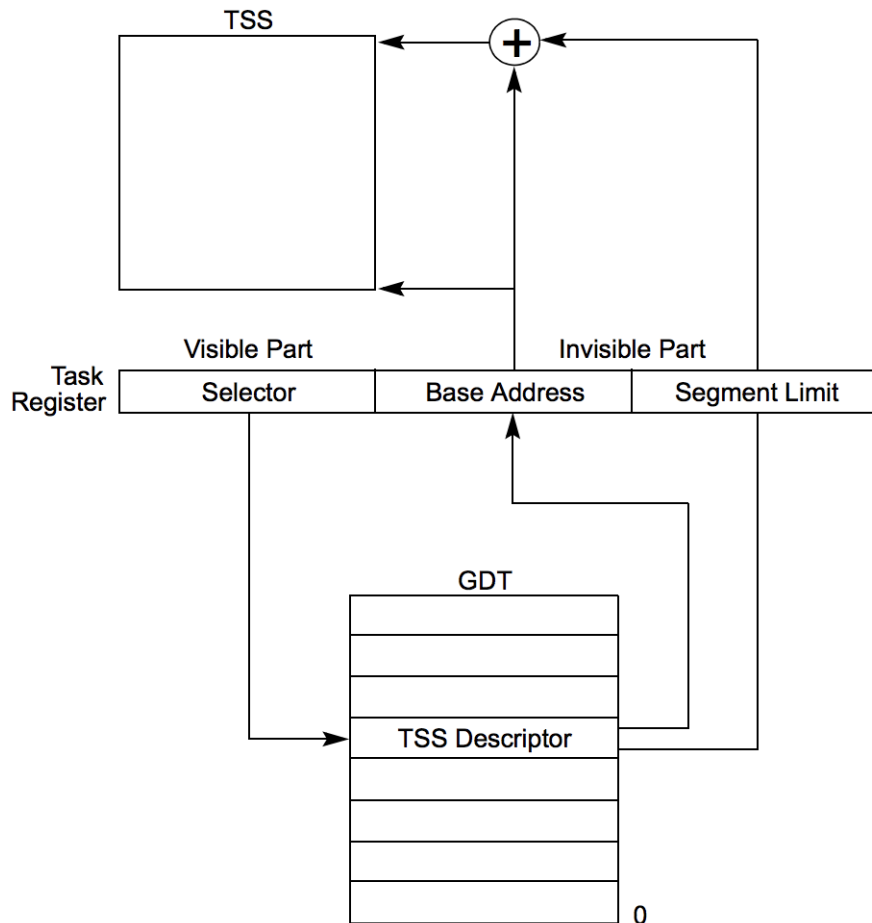 TSS
+
Visible Part Invisible Part
Task
Register
Selector Base Address Segment Limit
GDT
TSS Descriptor
0